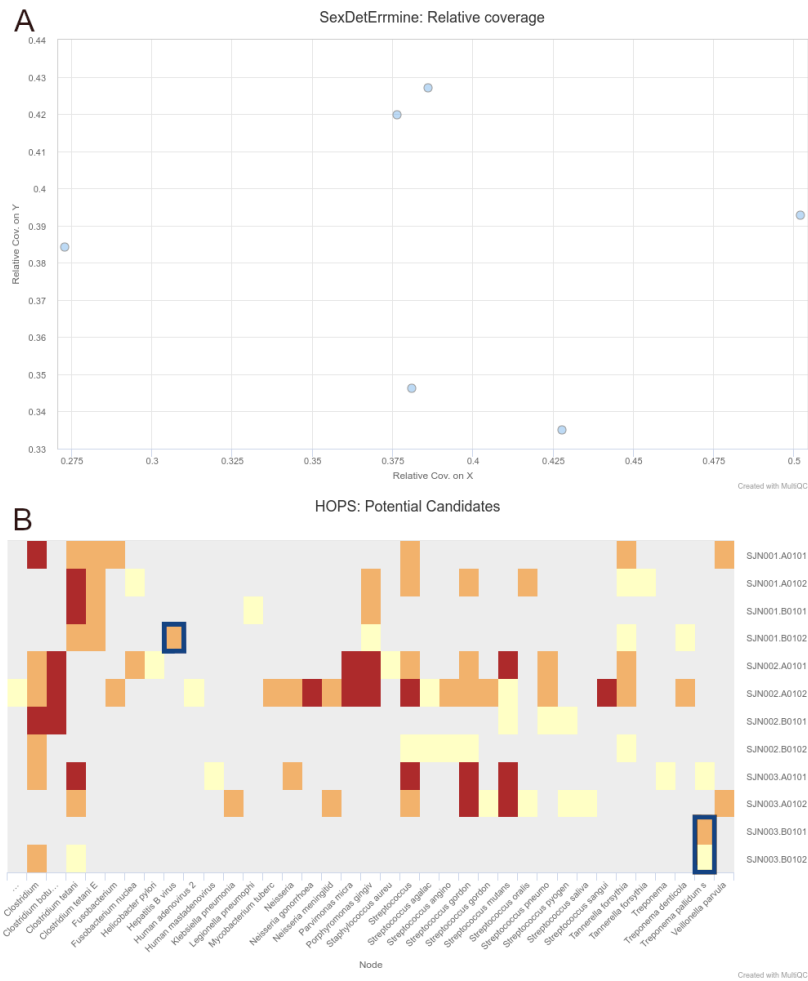 A
SexDetErrmine: Relative coverage
0.44
0.43
0.42
0.41
0.4
0.39
0.38
0.37
0.36
0.35
0.34
0.33
Relative Cov. on Y
0.275
0.3
0.325
0.35
0.375
0.4
0.425
0.45
0.475
0.5
Relative Cov. on X
Created with MultiQC
B
HOPS: Potential Candidates
SJN001.A0101
SJN001.A0102
SJN001.B0101
SJN001.B0102
SJN002.A0101
SJN002.A0102
SJN002.B0101
SJN002.B0102
SJN003.A0101
SJN003.A0102
SJN003.B0101
SJN003.B0102
...
Clostridium
Clostridium botu...
Clostridium tetani
Clostridium tetani E
Fusobacterium
Fusobacterium nuclea
Helicobacter pylori
Hepatitis B virus
Human adenovirus 2
Human mastadenovirus
Klebsiella pneumonia
Legionella pneumophi
Mycobacterium tuberc
Neisseria
Neisseria gonorrhoea
Neisseria meningitid
Parvimonas micra
Porphyromonas gingiv
Staphylococcus aureu
Streptococcus
Streptococcus agalac
Streptococcus angino
Streptococcus gordon
Streptococcus gordon
Streptococcus mutans
Streptococcus oralis
Streptococcus pneumo
Streptococcus pyogen
Streptococcus saliva
Streptococcus sangui
Tannerella forsythia
Tannerella forsythia
Treponema
Treponema denticola
Treponema pallidum s
Veillonella parvula
Node
Created with MultiQC